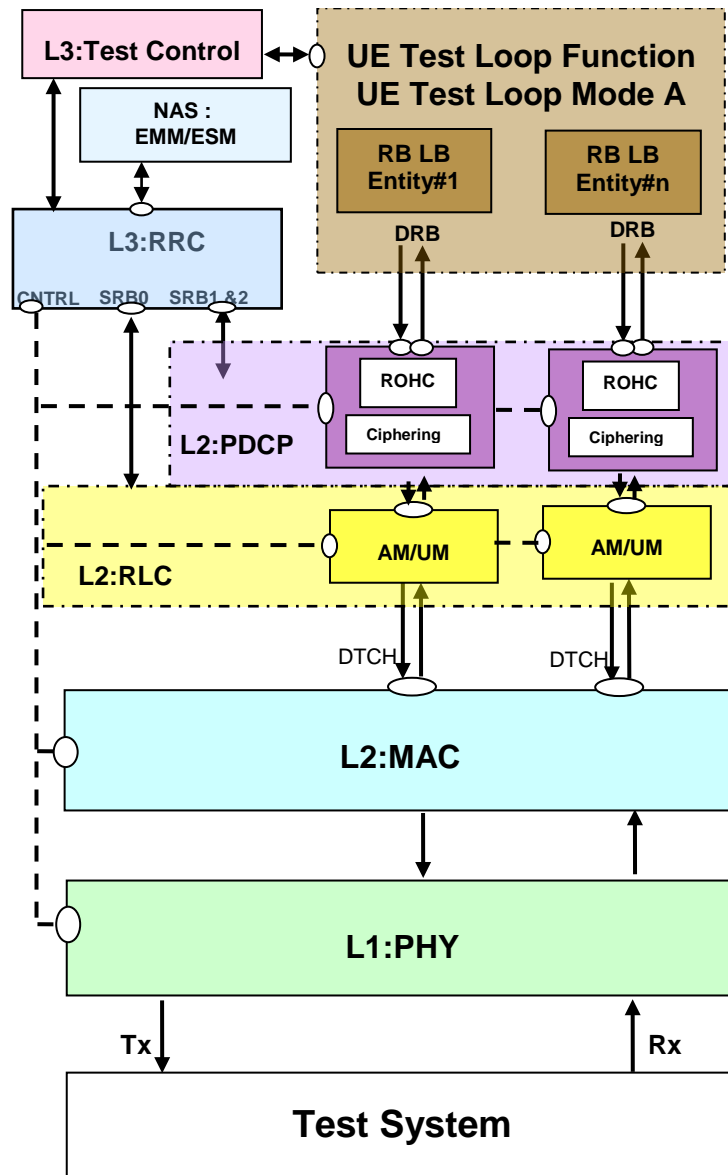 L3:Test Control
UE Test Loop Function
UE Test Loop Mode A
NAS :
EMM/ESM
RB LB
Entity#1
RB LB
Entity#n
DRB
DRB
L3:RRC
CNTRL
SRB0
SRB1 &2
ROHC
Ciphering
ROHC
Ciphering
L2:PDCP
AM/UM
AM/UM
L2:RLC
DTCH
DTCH
L2:MAC
L1:PHY
Tx
Rx
Test System